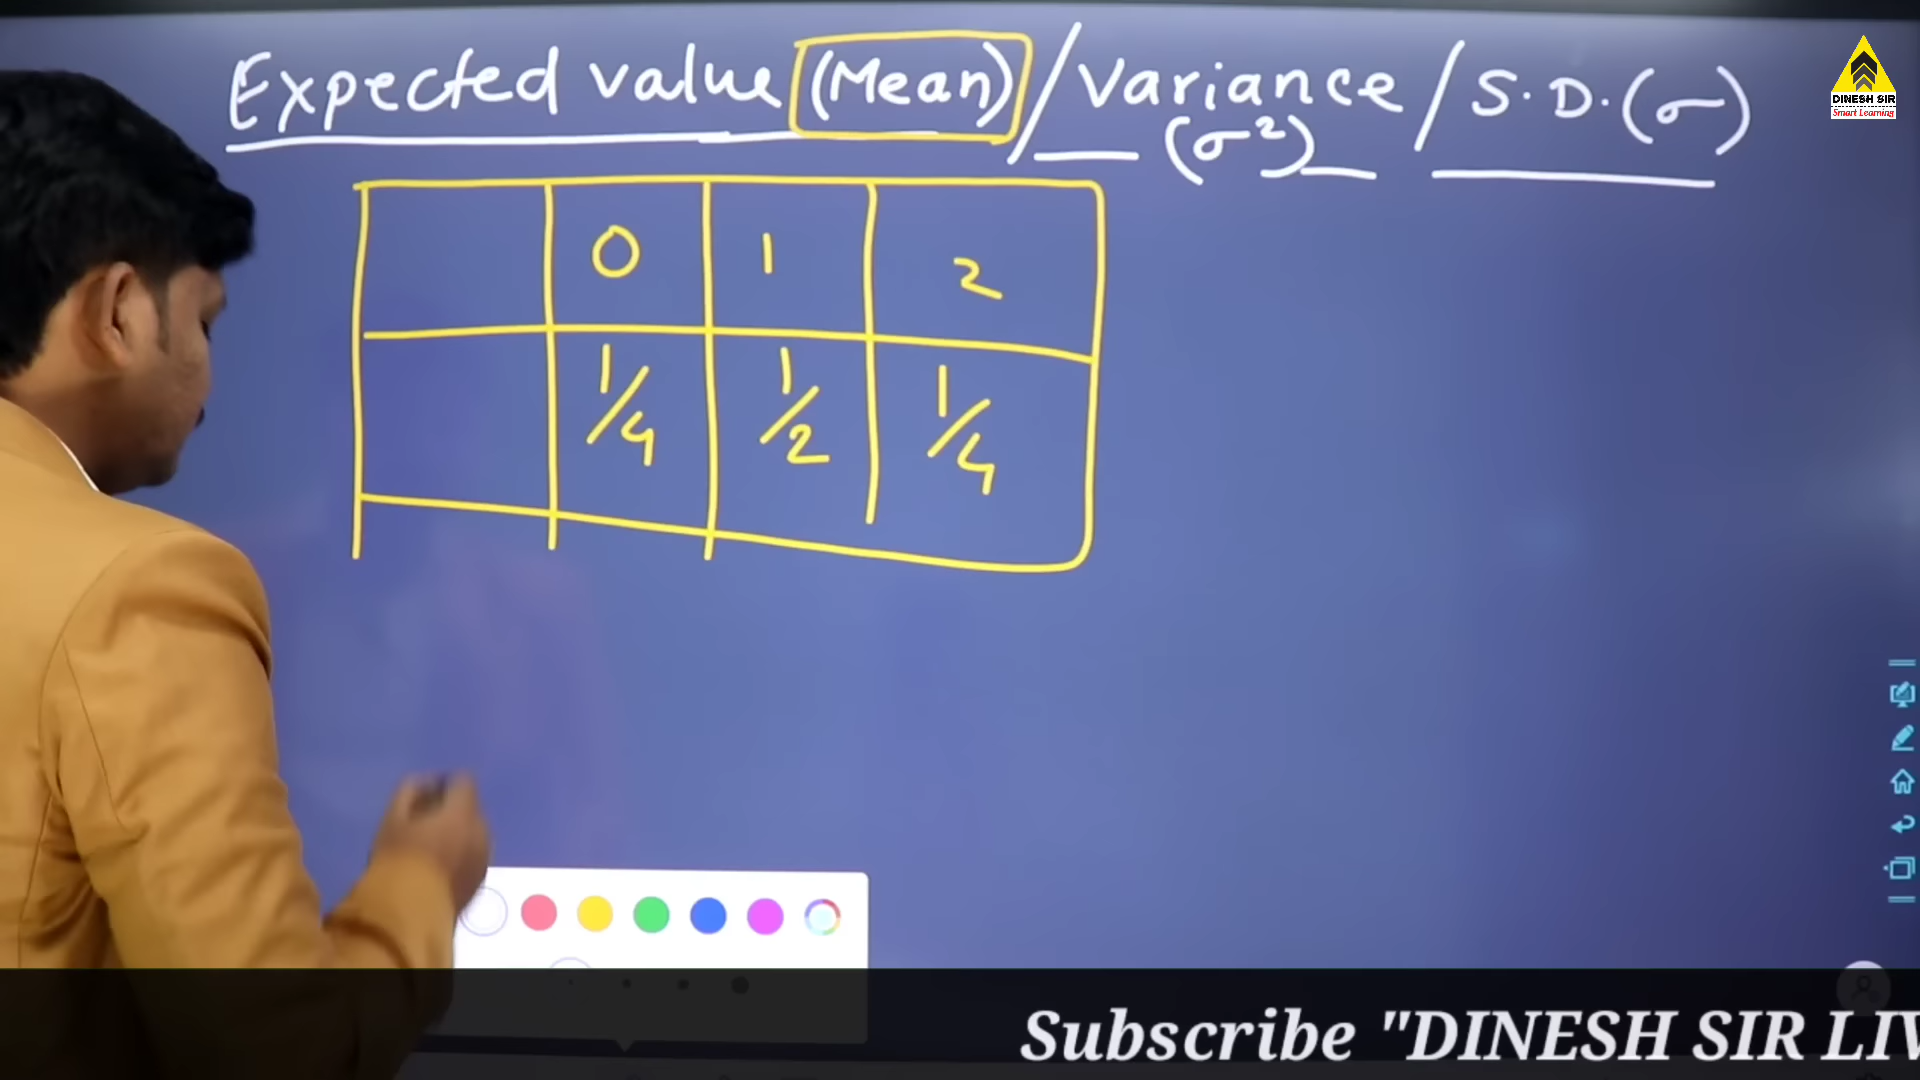 Expected value (Mean) / Variance / S.D. (σ)
(σ²)
0 1 2
1/4 1/2 1/4
DINESH SIR
Smart Learning
Subscribe "DINESH SIR LIV